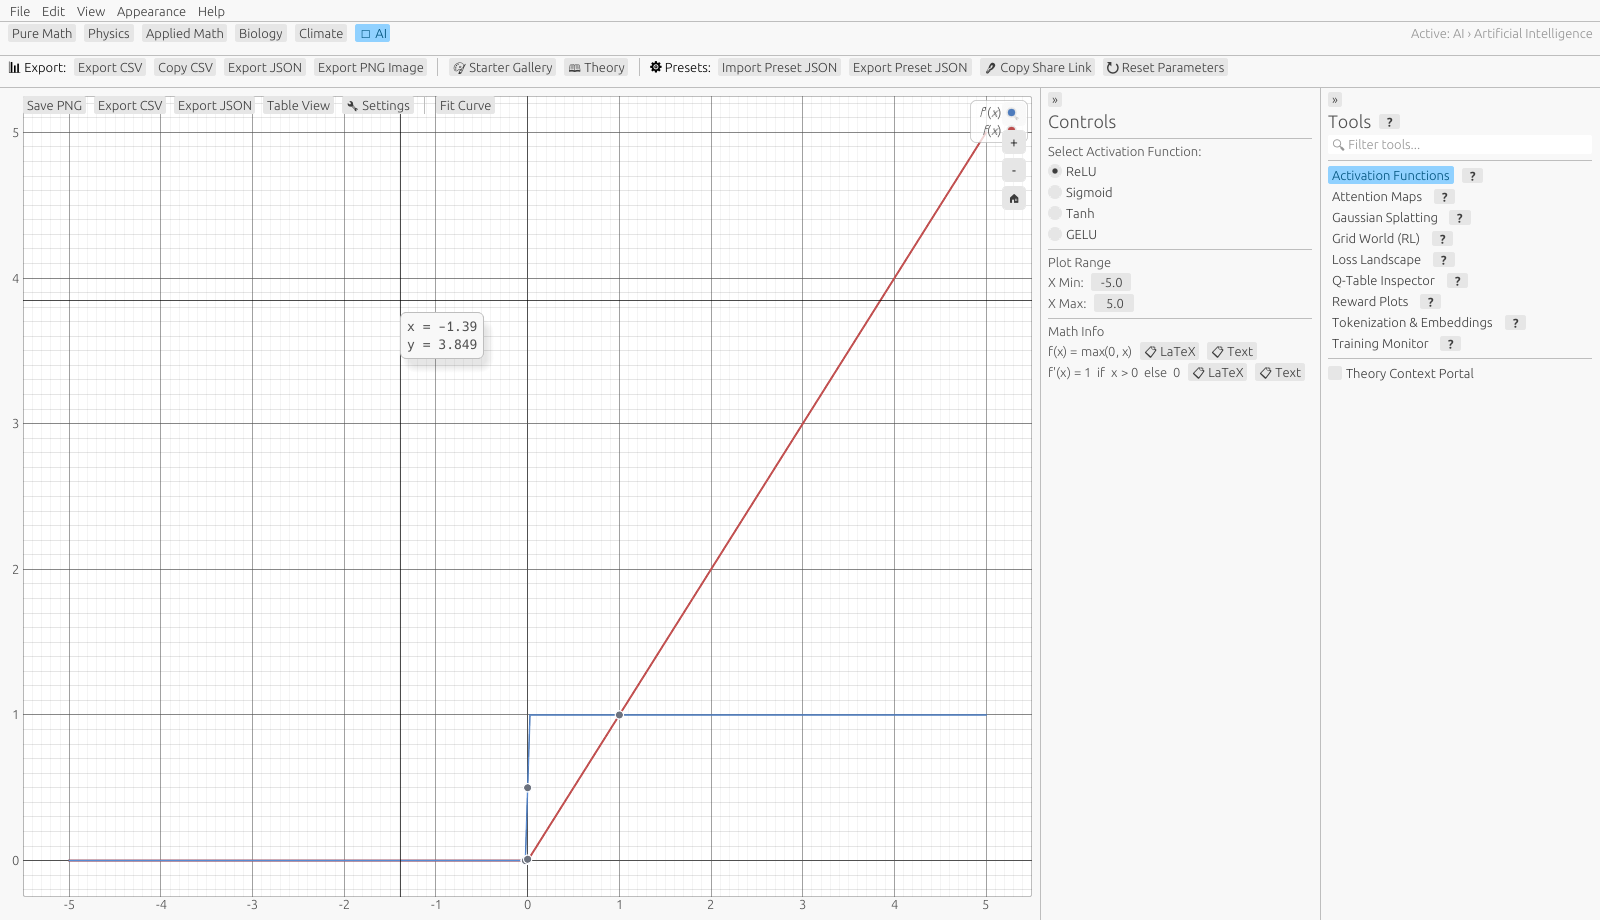 File Edit View Appearance Help
Pure Math Physics Applied Math Biology Climate AI Active: AI › Artificial Intelligence
Export: Export CSV Copy CSV Export JSON Export PNG Image Starter Gallery Theory Presets: Import Preset JSON Export Preset JSON Copy Share Link Reset Parameters
Save PNG Export CSV Export JSON Table View Settings Fit Curve
f'(x)
f(x)
+
-
x = -1.39
y = 3.849
5
4
3
2
1
0
-5 -4 -3 -2 -1 0 1 2 3 4 5
»
Controls
Select Activation Function:
ReLU
Sigmoid
Tanh
GELU
Plot Range
X Min: -5.0
X Max: 5.0
Math Info
f(x) = max(0, x) LaTeX Text
f'(x) = 1 if x > 0 else 0 LaTeX Text
»
Tools ?
Filter tools...
Activation Functions ?
Attention Maps ?
Gaussian Splatting ?
Grid World (RL) ?
Loss Landscape ?
Q-Table Inspector ?
Reward Plots ?
Tokenization & Embeddings ?
Training Monitor ?
Theory Context Portal